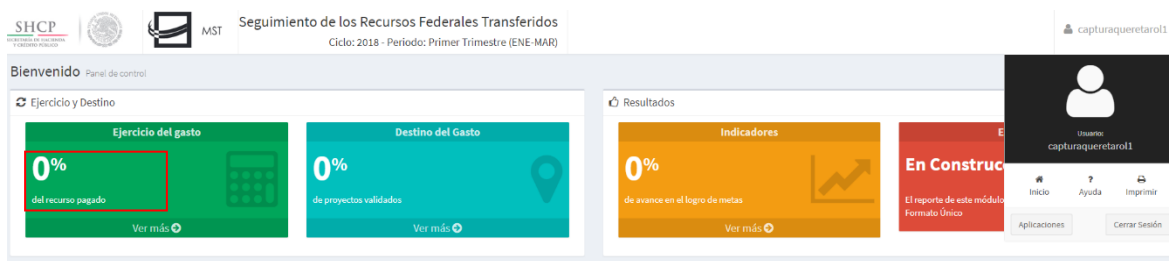 SHCP
SECRETARÍA DE HACIENDA
Y CRÉDITO PÚBLICO
MST
Seguimiento de los Recursos Federales Transferidos
Ciclo: 2018 - Periodo: Primer Trimestre (ENE-MAR)
capturaqueretarol1
Bienvenido Panel de control
Ejercicio y Destino
Resultados
Ejercicio del gasto
0%
del recurso pagado
Ver más
Destino del Gasto
0%
de proyectos validados
Ver más
Indicadores
0%
de avance en el logro de metas
Ver más
E
En Construc
El reporte de este módulo
Formato Único
Usuario:
capturaqueretarol1
Inicio
?
Ayuda
Imprimir
Aplicaciones
Cerrar Sesión